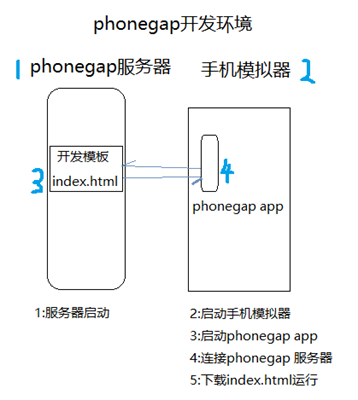 phonegap开发环境
1 phonegap服务器
手机模拟器 2
开发模板
3 index.html
4
phonegap app
1:服务器启动
2:启动手机模拟器
3:启动phonegap app
4:连接phonegap 服务器
5:下载index.html运行